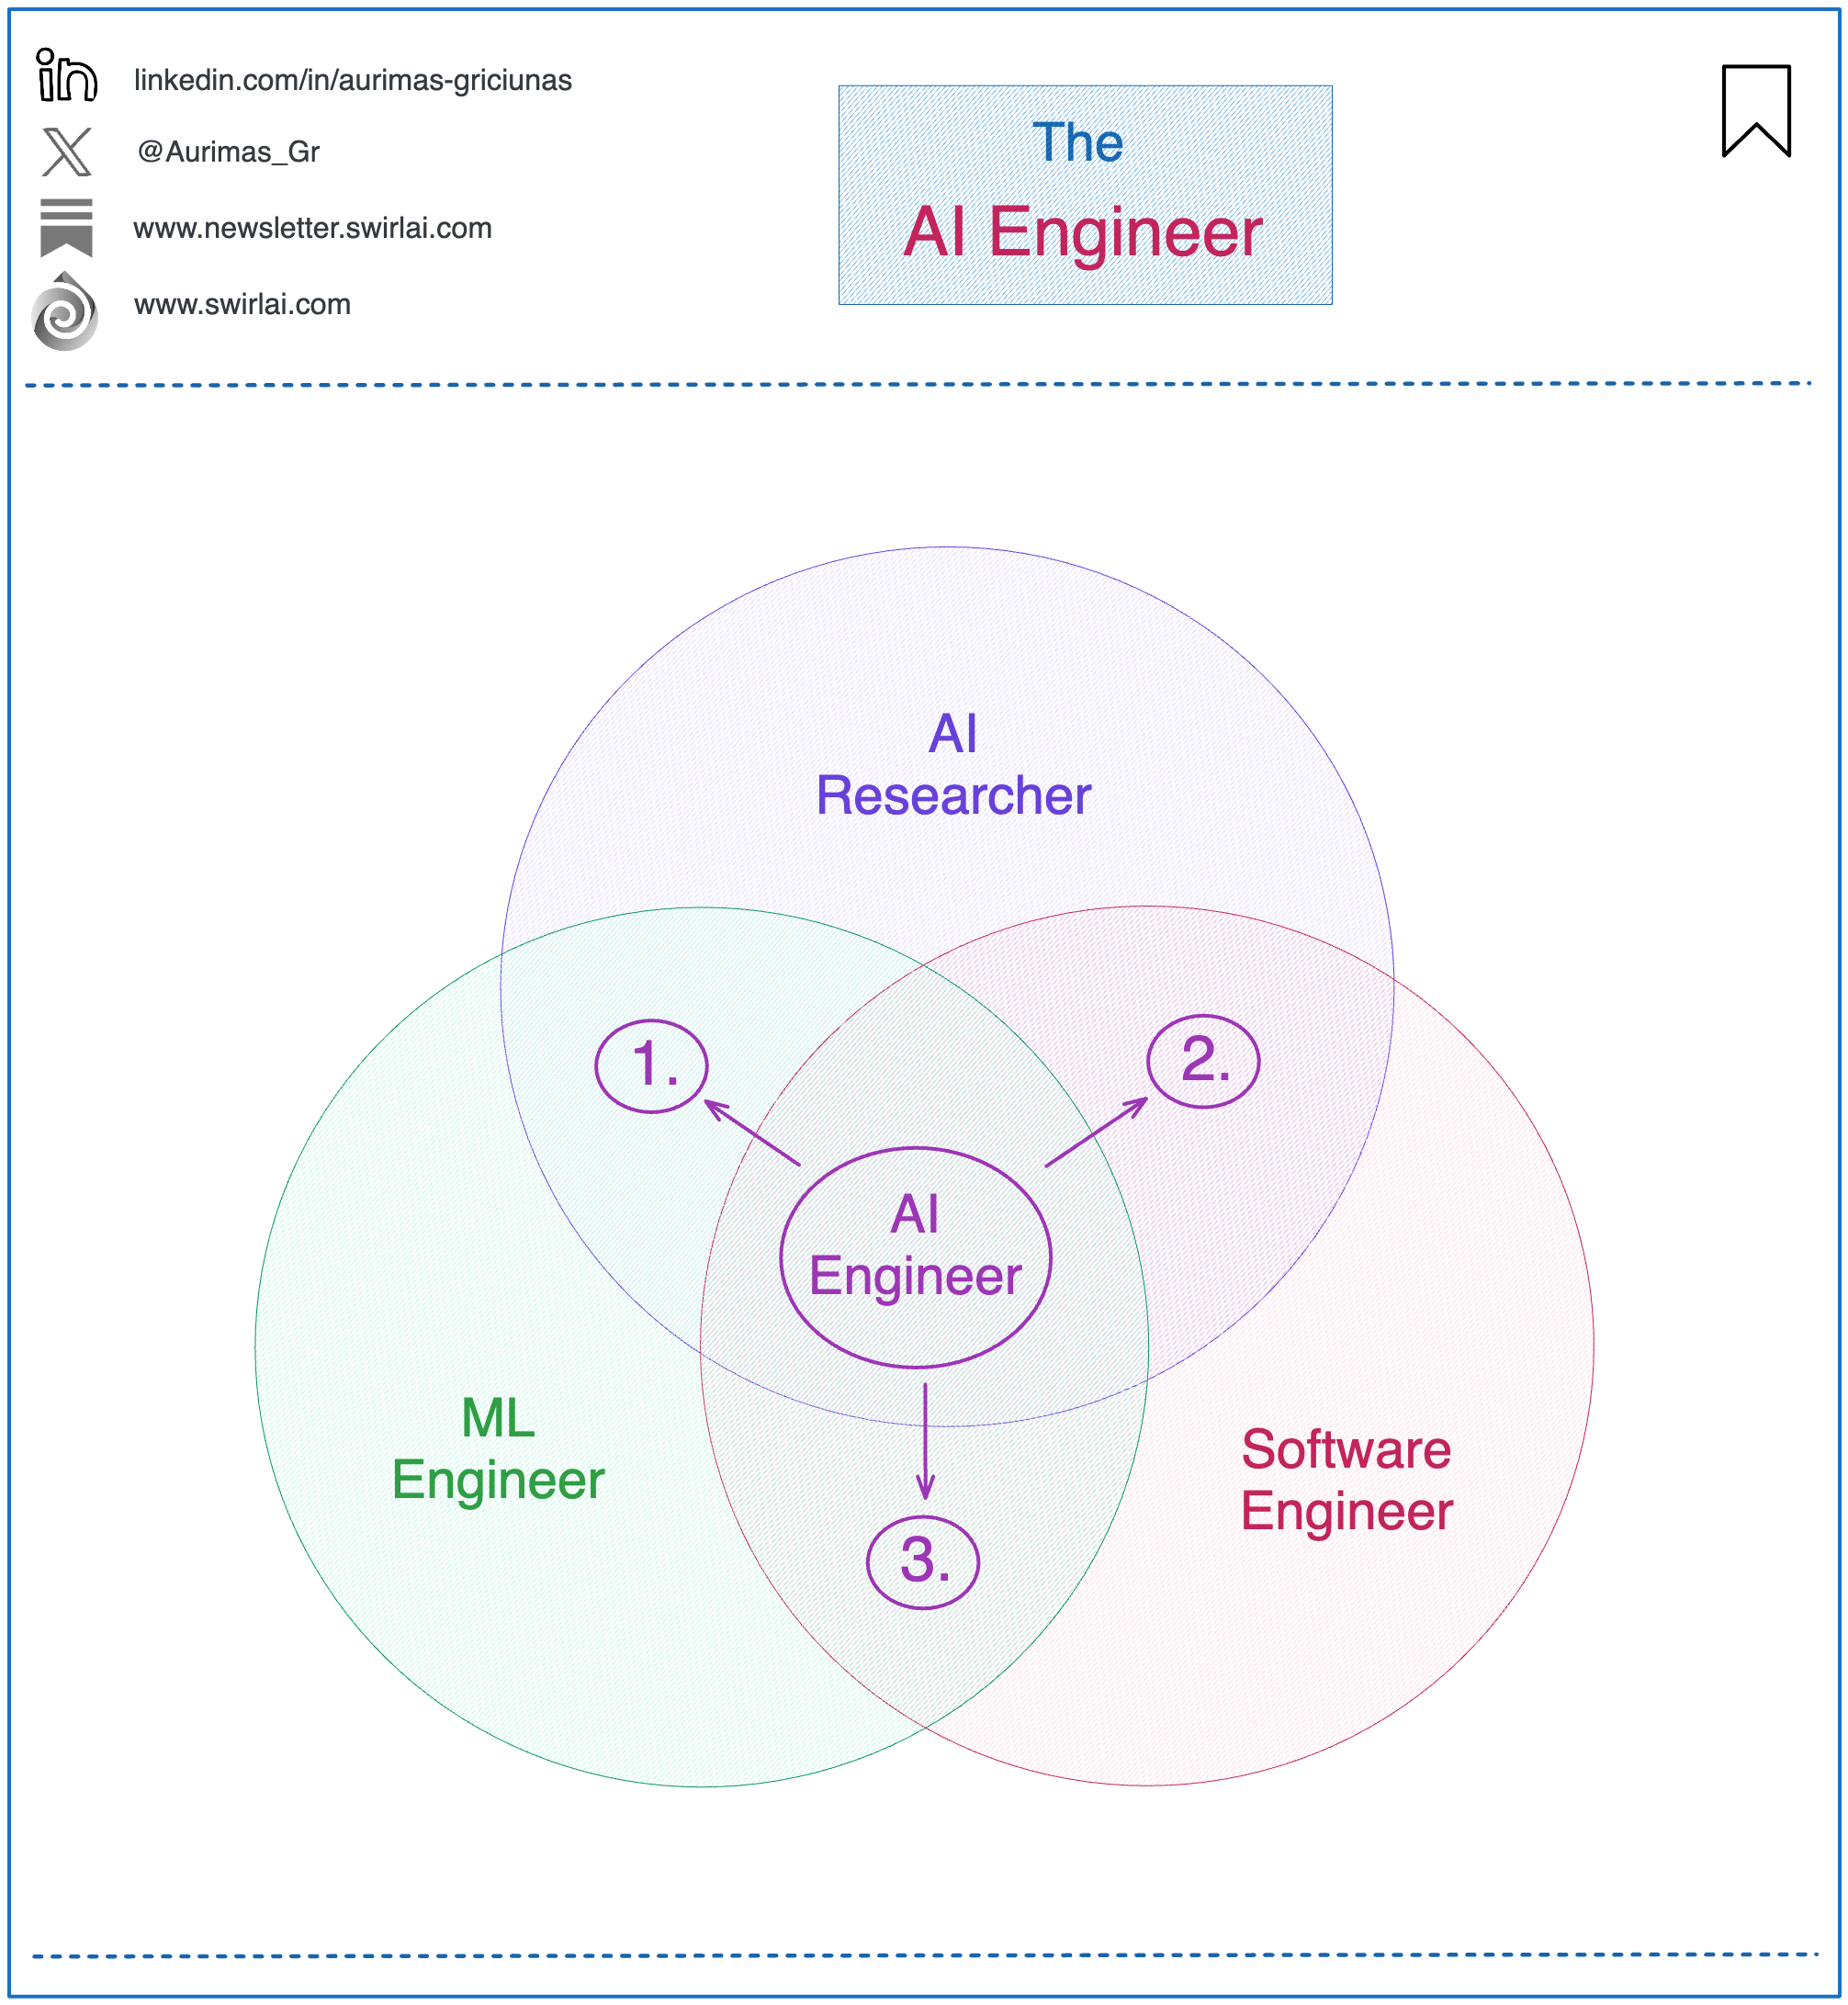 in
linkedin.com/in/aurimas-griciunas
@Aurimas_Gr
www.newsletter.swirlai.com
www.swirlai.com
The
AI Engineer
AI
Researcher
1.
2.
AI
Engineer
ML
Engineer
Software
Engineer
3.